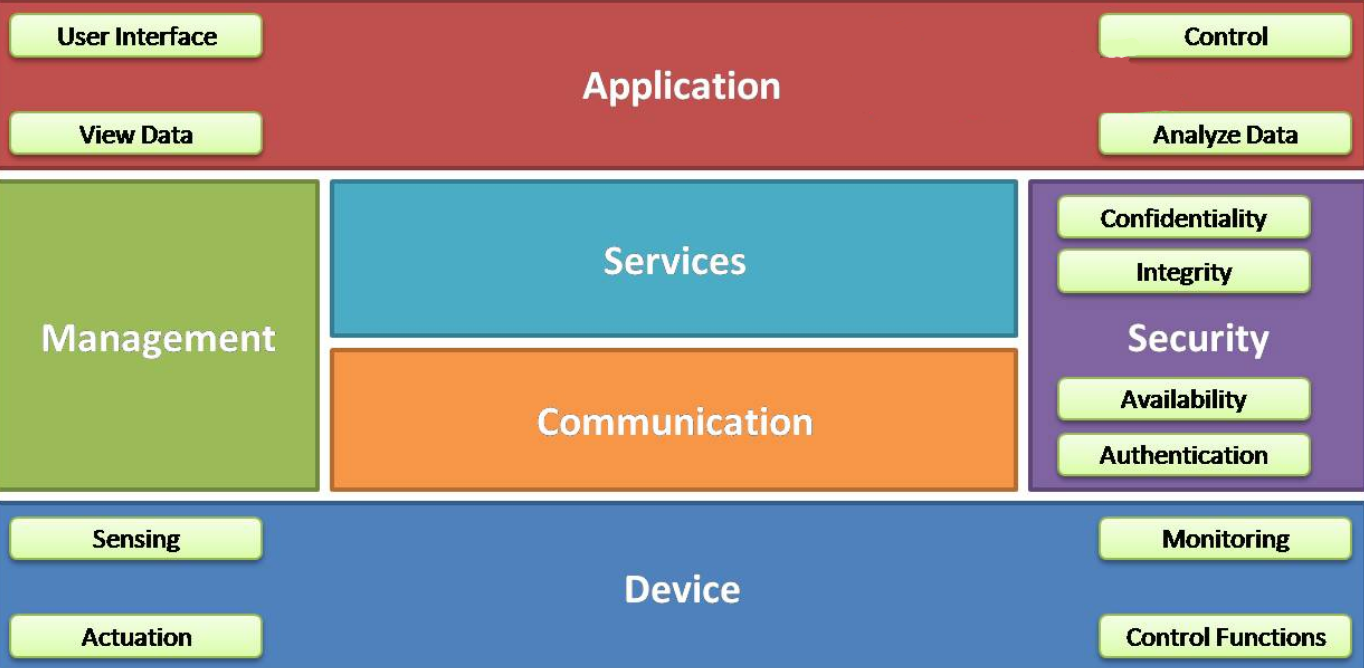 User Interface
Control
Application
View Data
Analyze Data
Management
Services
Communication
Confidentiality
Integrity
Security
Availability
Authentication
Sensing
Monitoring
Device
Actuation
Control Functions